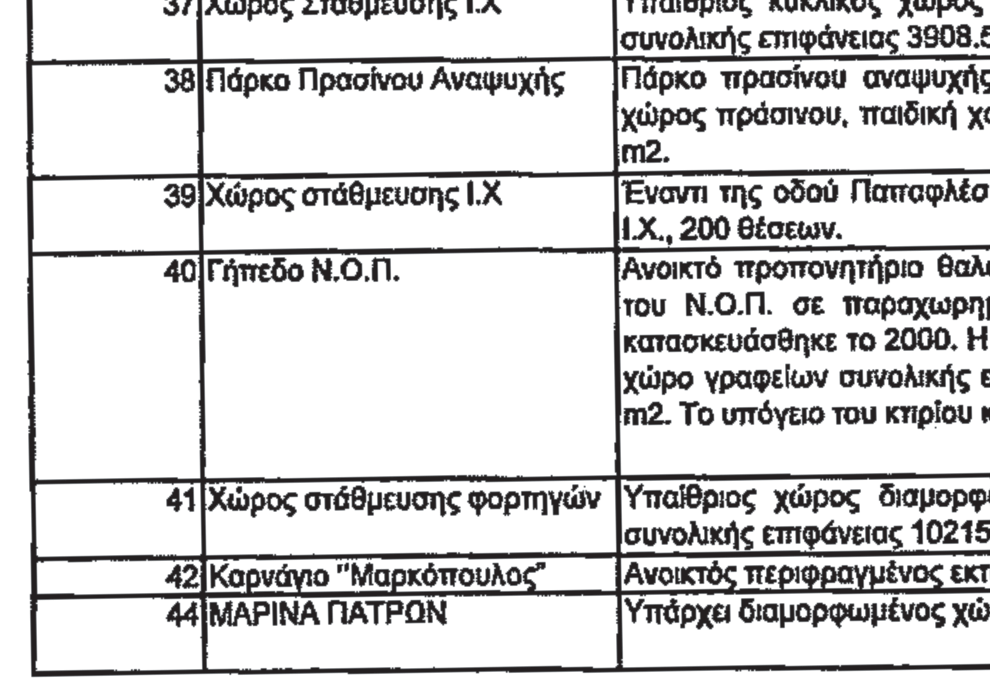 37 Χώρος Στάθμευσης Ι.Χ Υπαίθριος κυκλικός χώρος
συνολικής επιφάνειας 3908.5
38 Πάρκο Πρασίνου Αναψυχής Πάρκο πρασίνου αναψυχής
χώρος πράσινου, παιδική
m2.
39 Χώρος στάθμευσης Ι.Χ Έναντι της οδού Παπαφλέσ
Ι.Χ., 200 θέσεων.
40 Γήπεδο Ν.Ο.Π. Ανοικτό προπονητήριο θαλ
του Ν.Ο.Π. σε παραχωρη
κατασκευάσθηκε το 2000. Η
χώρο γραφείων συνολικής ε
m2. Το υπόγειο του κτιρίου κ
41 Χώρος στάθμευσης φορτηγών Υπαίθριος χώρος διαμορφ
συνολικής επιφάνειας 10215
42 Καρνάγιο "Μαρκόπουλος" Ανοικτός περιφραγμένος εκτ
44 ΜΑΡΙΝΑ ΠΑΤΡΩΝ Υπάρχει διαμορφωμένος χώ